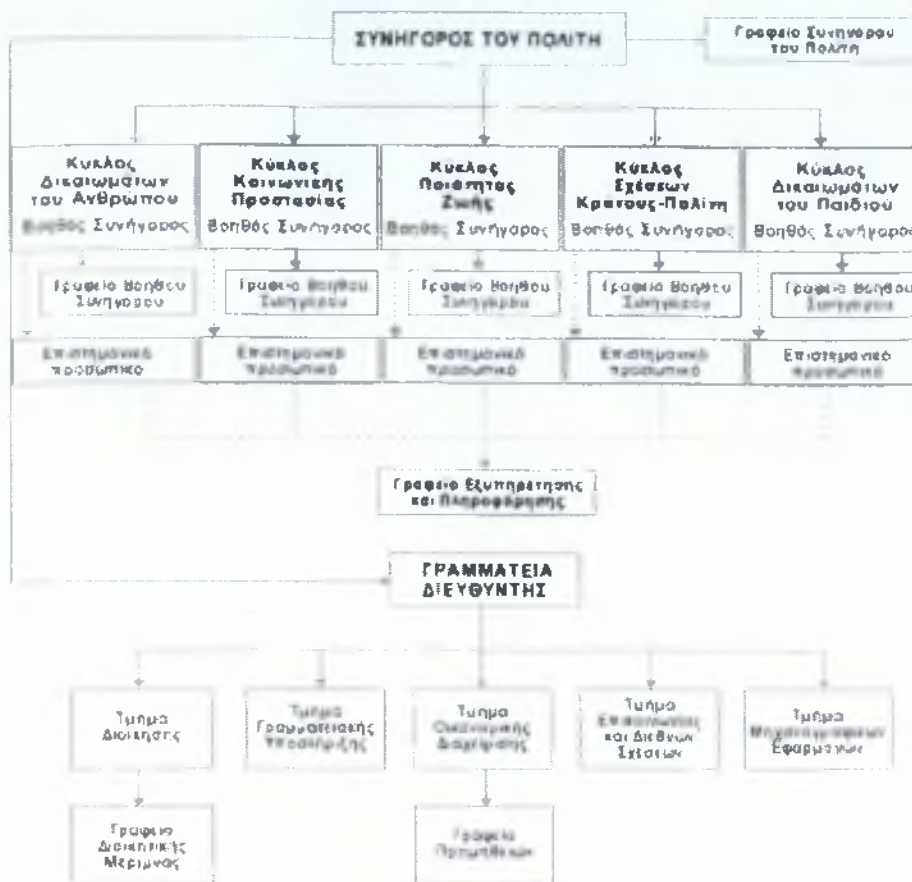 ΣΥΝΗΓΟΡΟΣ ΤΟΥ ΠΟΛΙΤΗ
Γραφείο Συνηγόρου
του Πολίτη
Κύκλος
Δικαιωμάτων
του Ανθρώπου
Βοηθός Συνήγορος
Κύκλος
Κοινωνικής
Προστασίας
Βοηθός Συνήγορος
Κύκλος
Ποιότητας
Ζωής
Βοηθός Συνήγορος
Κύκλος
Σχέσεων
Κράτους-Πολίτη
Βοηθός Συνήγορος
Κύκλος
Δικαιωμάτων
του Παιδιού
Βοηθός Συνήγορος
Γραφείο Βοηθού
Συνηγόρου
Γραφείο Βοηθού
Συνηγόρου
Γραφείο Βοηθού
Συνηγόρου
Γραφείο Βοηθού
Συνηγόρου
Γραφείο Βοηθού
Συνηγόρου
Επιστημονικό
προσωπικό
Επιστημονικό
προσωπικό
Επιστημονικό
προσωπικό
Επιστημονικό
προσωπικό
Επιστημονικό
προσωπικό
Γραφείο Εξυπηρέτησης
και Πληροφόρησης
ΓΡΑΜΜΑΤΕΙΑ
ΔΙΕΥΘΥΝΤΗΣ
Τμήμα
Διοίκησης
Τμήμα
Γραμματειακής
Υποστήριξης
Τμήμα
Οικονομικής
Διαχείρισης
Τμήμα
Επικοινωνίας
και Διεθνών
Σχέσεων
Τμήμα
Μηχανογραφικών
Εφαρμογών
Γραφείο
Διοικητικής
Μέριμνας
Γραφείο
Προμηθειών